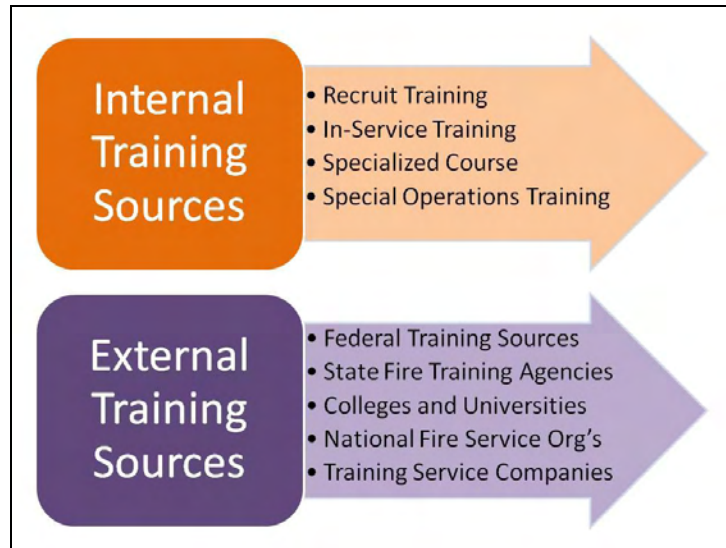 Internal
Training
Sources
• Recruit Training
• In-Service Training
• Specialized Course
• Special Operations Training
External
Training
Sources
• Federal Training Sources
• State Fire Training Agencies
• Colleges and Universities
• National Fire Service Org's
• Training Service Companies